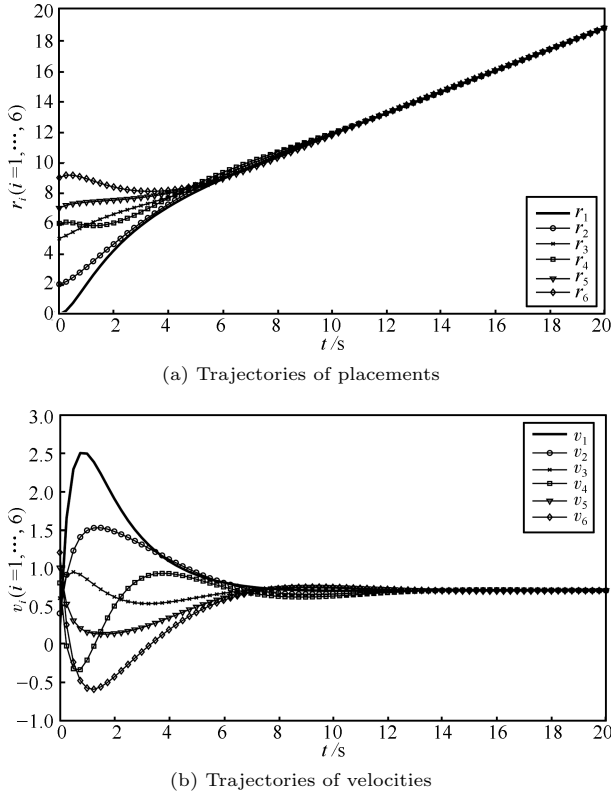 20
18
16
14
12
10
8
6
4
2
0
r_i (i =1,···, 6)
r_1
r_2
r_3
r_4
r_5
r_6
0 2 4 6 8 10 12 14 16 18 20
t /s
(a) Trajectories of placements
3.0
2.5
2.0
1.5
1.0
0.5
0
−0.5
−1.0
v_i (i =1,···, 6)
v_1
v_2
v_3
v_4
v_5
v_6
0 2 4 6 8 10 12 14 16 18 20
t /s
(b) Trajectories of velocities